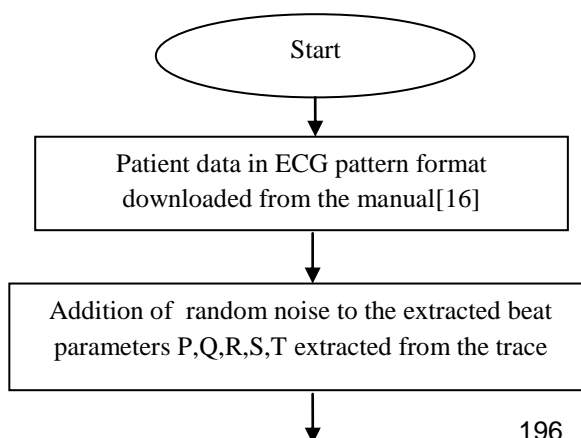 Start
Patient data in ECG pattern format
downloaded from the manual[16]
Addition of  random noise to the extracted beat
parameters P,Q,R,S,T extracted from the trace
196